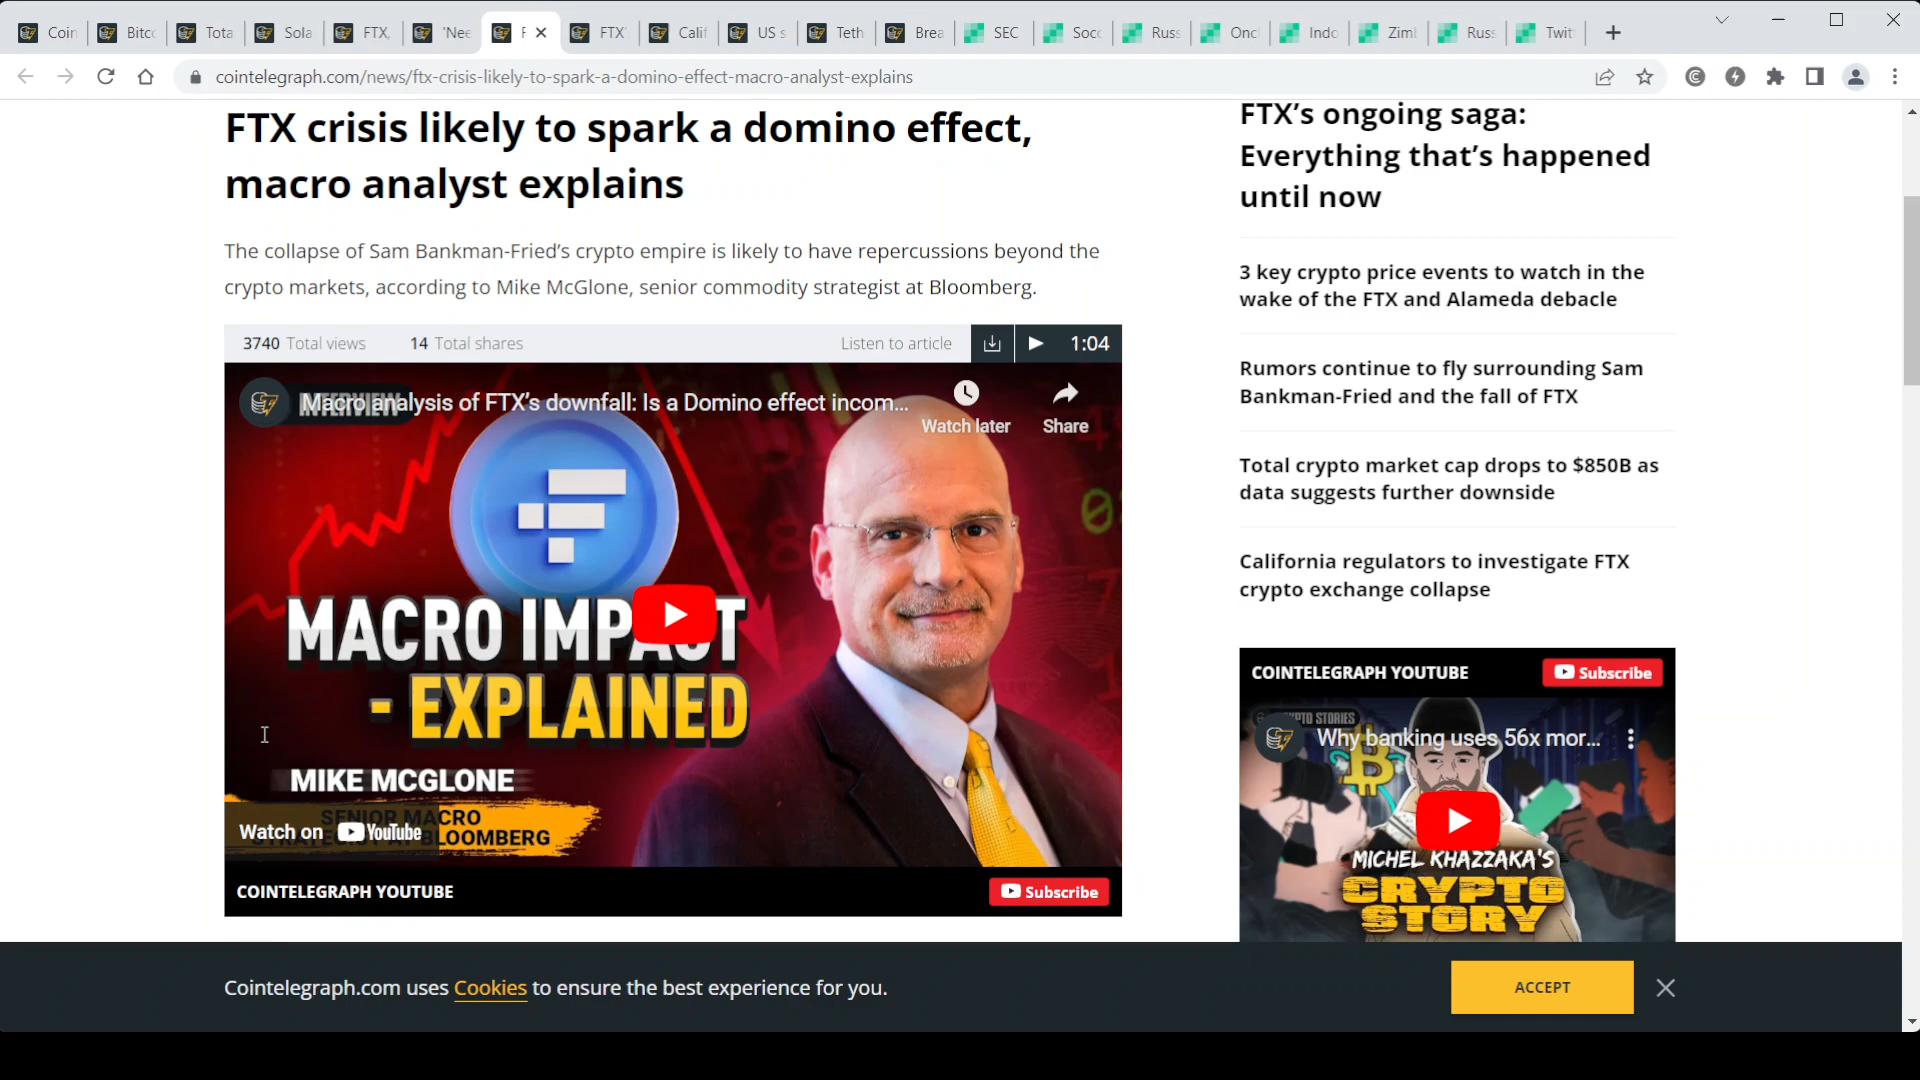 Coin
Bitc
Tota
Sola
FTX,
'Nee
F
FTX'
Calif
US s
Teth
Brea
SEC
Socc
Russ
Onc
Indo
Zim
Russ
Twit
cointelegraph.com/news/ftx-crisis-likely-to-spark-a-domino-effect-macro-analyst-explains
FTX crisis likely to spark a domino effect,
macro analyst explains
The collapse of Sam Bankman-Fried’s crypto empire is likely to have repercussions beyond the
crypto markets, according to Mike McGlone, senior commodity strategist at Bloomberg.
3740 Total views 14 Total shares Listen to article 1:04
INTERVIEW
Macro analysis of FTX’s downfall: Is a Domino effect incom...
Watch later
Share
MACRO IMPACT
- EXPLAINED
MIKE MCGLONE
SENIOR MACRO
STRATEGIST AT BLOOMBERG
Watch on YouTube
COINTELEGRAPH YOUTUBE
Subscribe
FTX’s ongoing saga:
Everything that’s happened
until now
3 key crypto price events to watch in the
wake of the FTX and Alameda debacle
Rumors continue to fly surrounding Sam
Bankman-Fried and the fall of FTX
Total crypto market cap drops to $850B as
data suggests further downside
California regulators to investigate FTX
crypto exchange collapse
COINTELEGRAPH YOUTUBE
Subscribe
CRYPTO STORIES
Why banking uses 56x mor...
MICHEL KHAZZAKA'S
CRYPTO
STORY
Cointelegraph.com uses Cookies to ensure the best experience for you.
ACCEPT